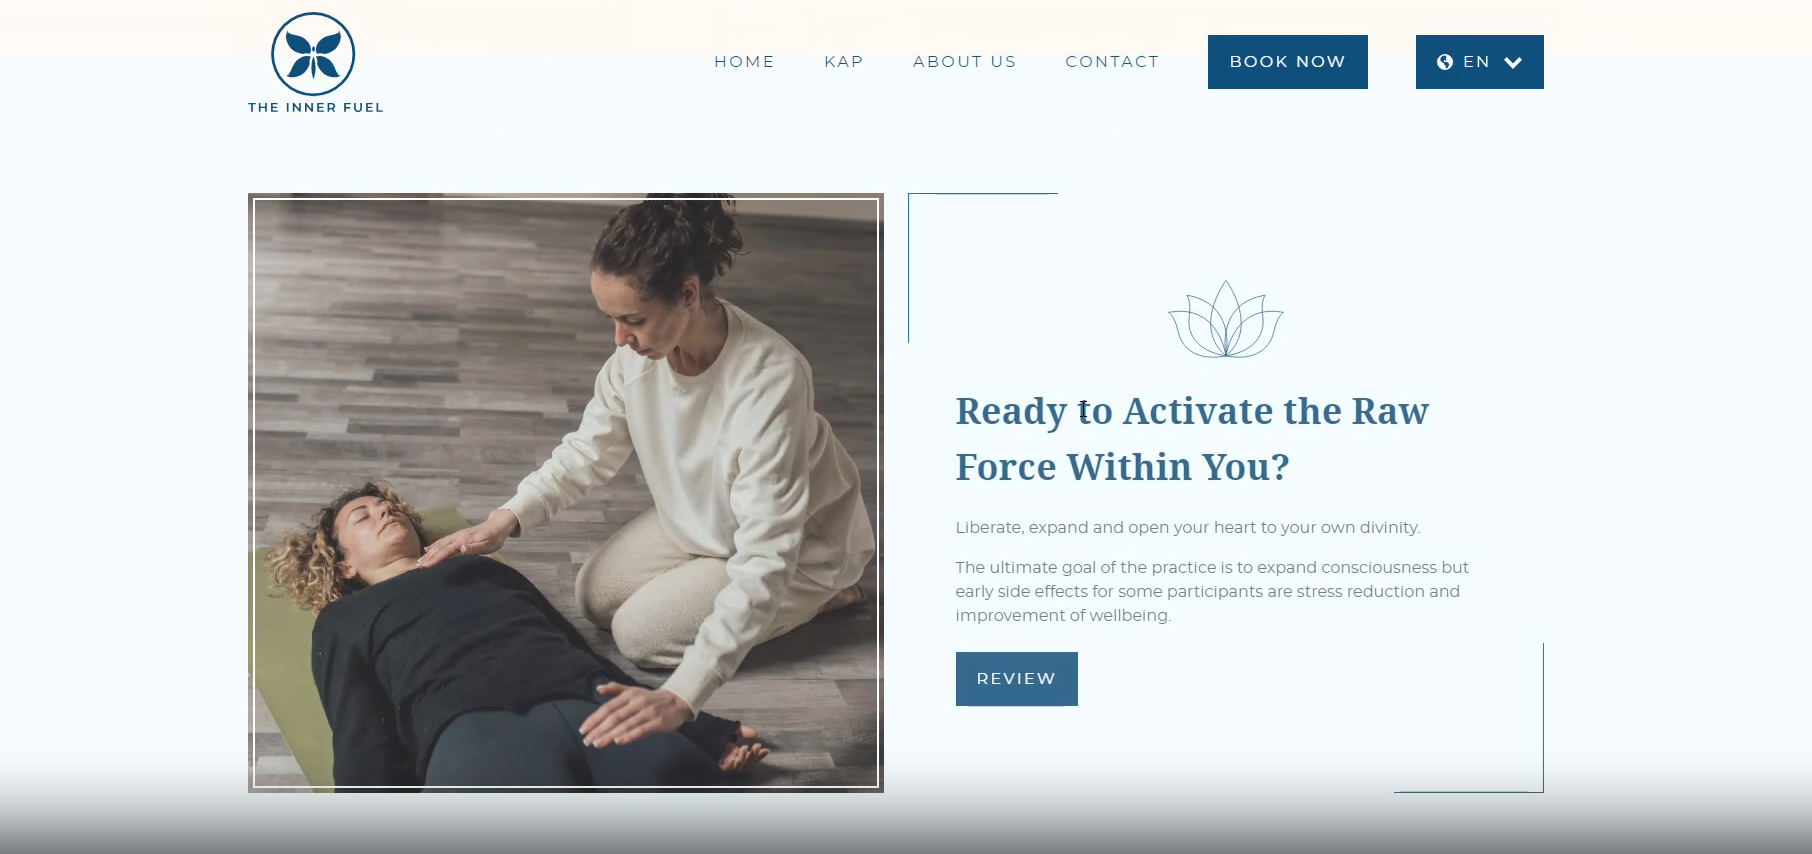 THE INNER FUEL
HOME
KAP
ABOUT US
CONTACT
BOOK NOW
EN
Ready to Activate the Raw
Force Within You?
Liberate, expand and open your heart to your own divinity.
The ultimate goal of the practice is to expand consciousness but
early side effects for some participants are stress reduction and
improvement of wellbeing.
REVIEW